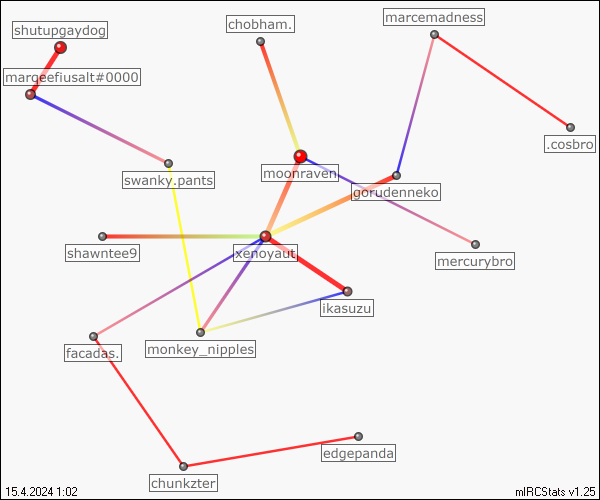 marcemadness
chobham.
shutupgaydog
marqeefiusalt#0000
.cosbro
moonraven
swanky.pants
gorudenneko
shawntee9
xenoyaut
mercurybro
ikasuzu
facadas.
monkey_nipples
edgepanda
chunkzter
15.4.2024 1:02
mIRCStats v1.25